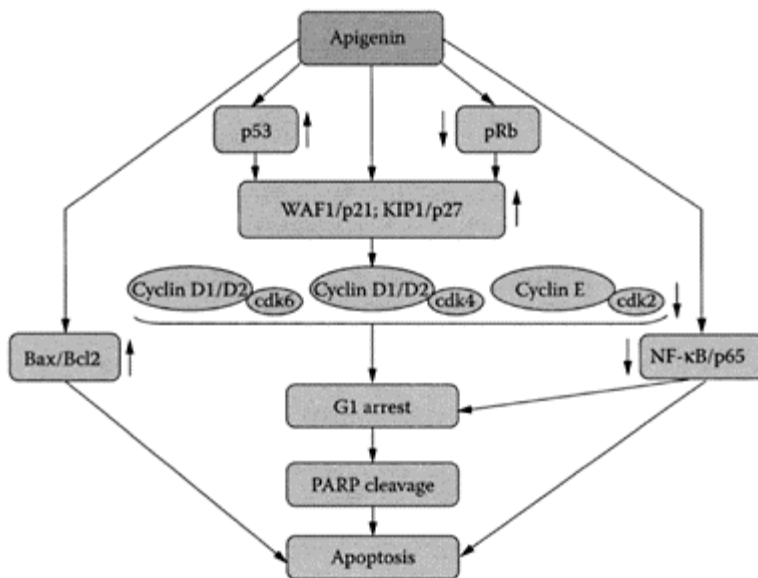 Apigenin
p53
pRb
WAF1/p21; KIP1/p27
Cyclin D1/D2
cdk6
Cyclin D1/D2
cdk4
Cyclin E
cdk2
Bax/Bcl2
NF-κB/p65
G1 arrest
PARP cleavage
Apoptosis